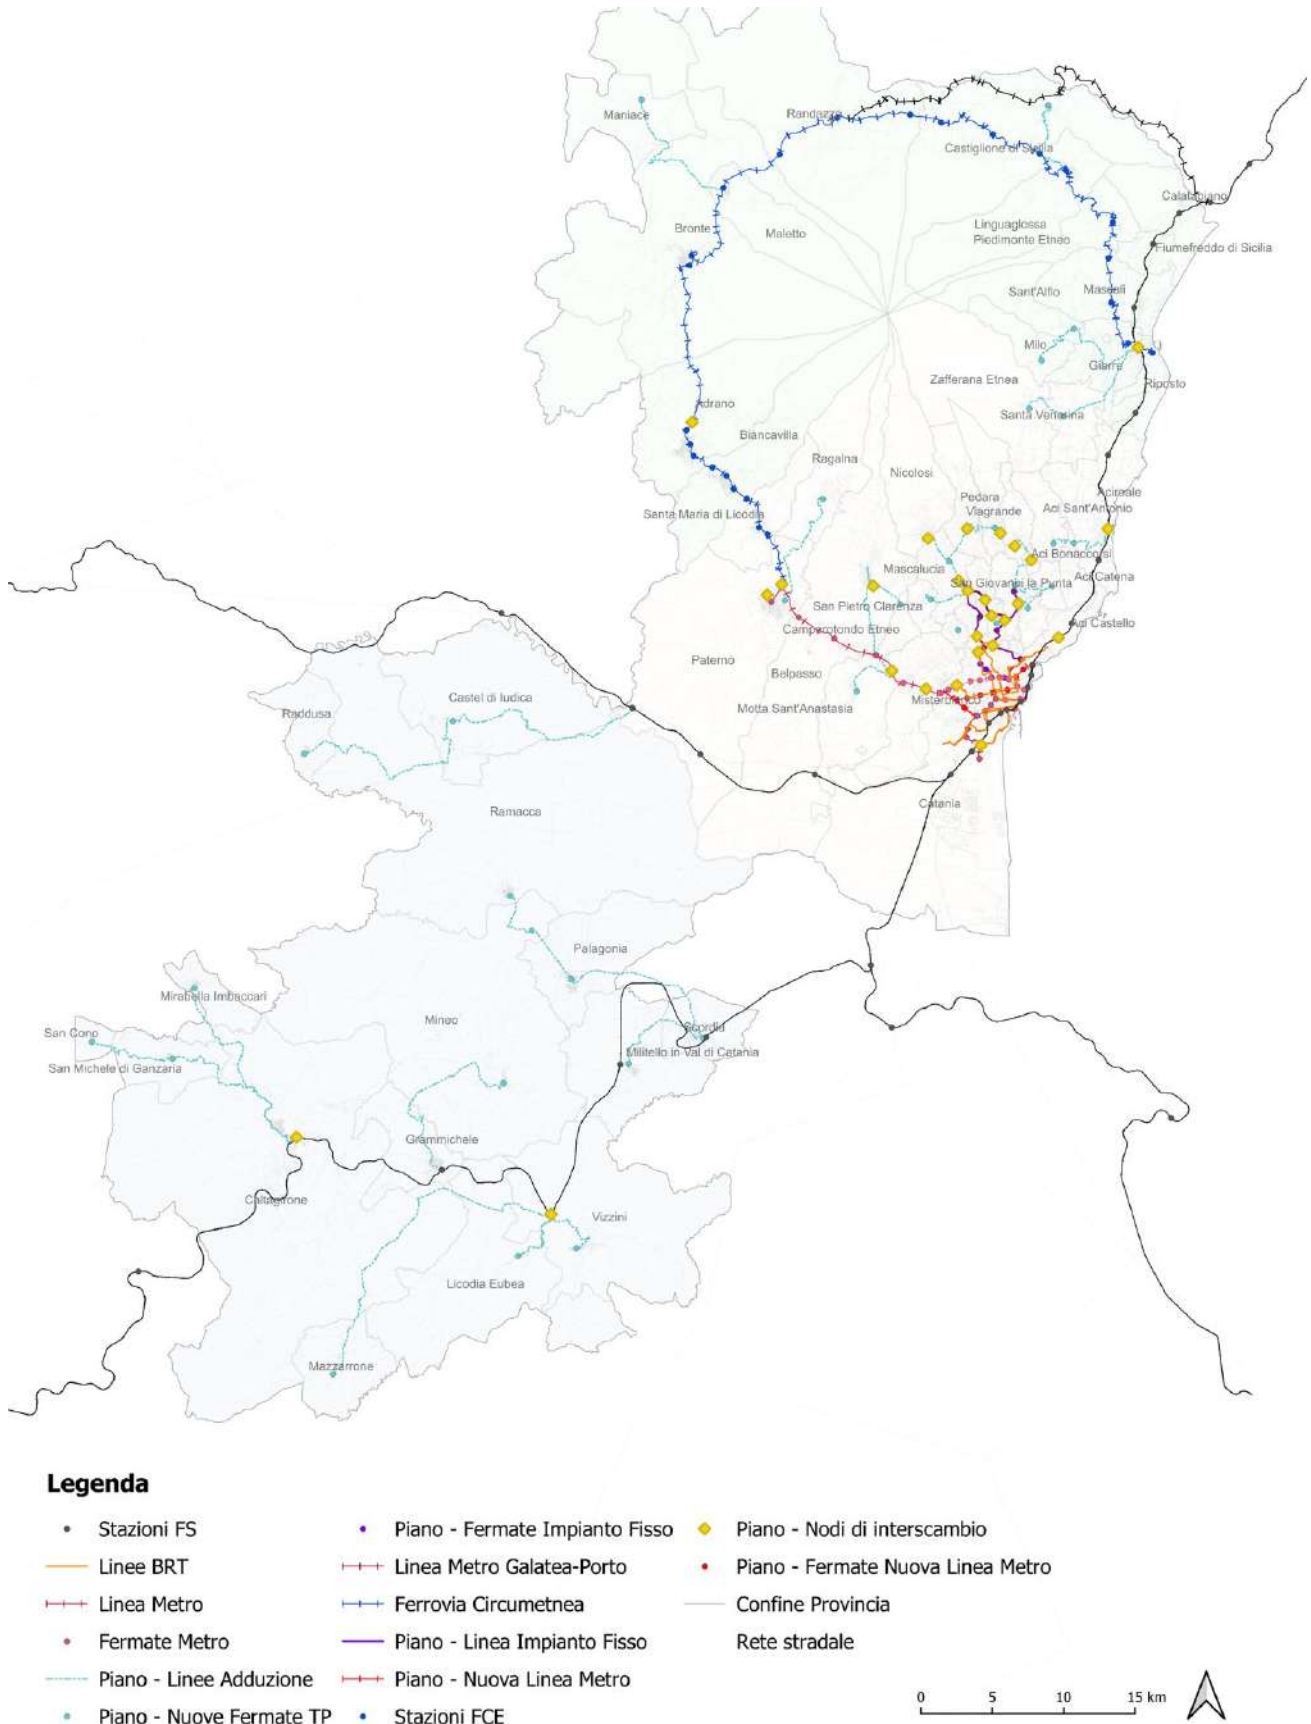 Maniace
Randazzo
Castiglione di Sicilia
Calatabiano
Bronte
Maletto
Linguaglossa
Piedimonte Etneo
Fiumefreddo di Sicilia
Sant'Alfio
Mascali
Milo
Giarre
Zafferana Etnea
Riposto
Adrano
Santa Venerina
Biancavilla
Ragalna
Nicolosi
Acireale
Pedara
Viagrande
Aci Sant'Antonio
Santa Maria di Licodia
Aci Bonaccorsi
Mascalucia
San Giovanni la Punta
Aci Catena
San Pietro Clarenza
Camporotondo Etneo
Aci Castello
Paternò
Belpasso
Castel di Iudica
Motta Sant'Anastasia
Misterbianco
Raddusa
Catania
Ramacca
Palagonia
Mirabella Imbaccari
Mineo
San Cono
Scordia
Militello in Val di Catania
San Michele di Ganzaria
Grammichele
Caltagirone
Vizzini
Licodia Eubea
Mazzarrone
Legenda
Stazioni FS
Linee BRT
Linea Metro
Fermate Metro
Piano - Linee Adduzione
Piano - Nuove Fermate TP
Piano - Fermate Impianto Fisso
Linea Metro Galatea-Porto
Ferrovia Circumetnea
Piano - Linea Impianto Fisso
Piano - Nuova Linea Metro
Stazioni FCE
Piano - Nodi di interscambio
Piano - Fermate Nuova Linea Metro
Confine Provincia
Rete stradale
0 5 10 15 km